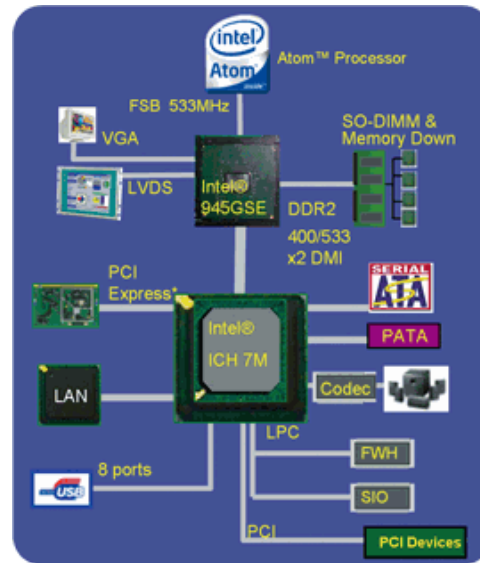 intel
Atom
Atom™ Processor
FSB 533MHz
SO-DIMM &
Memory Down
VGA
LVDS
Intel®
945GSE
DDR2
400/533
x2 DMI
PCI
Express*
SERIAL
ATA
Intel®
ICH 7M
PATA
LAN
Codec
LPC
FWH
8 ports
USB
SIO
PCI
PCI Devices